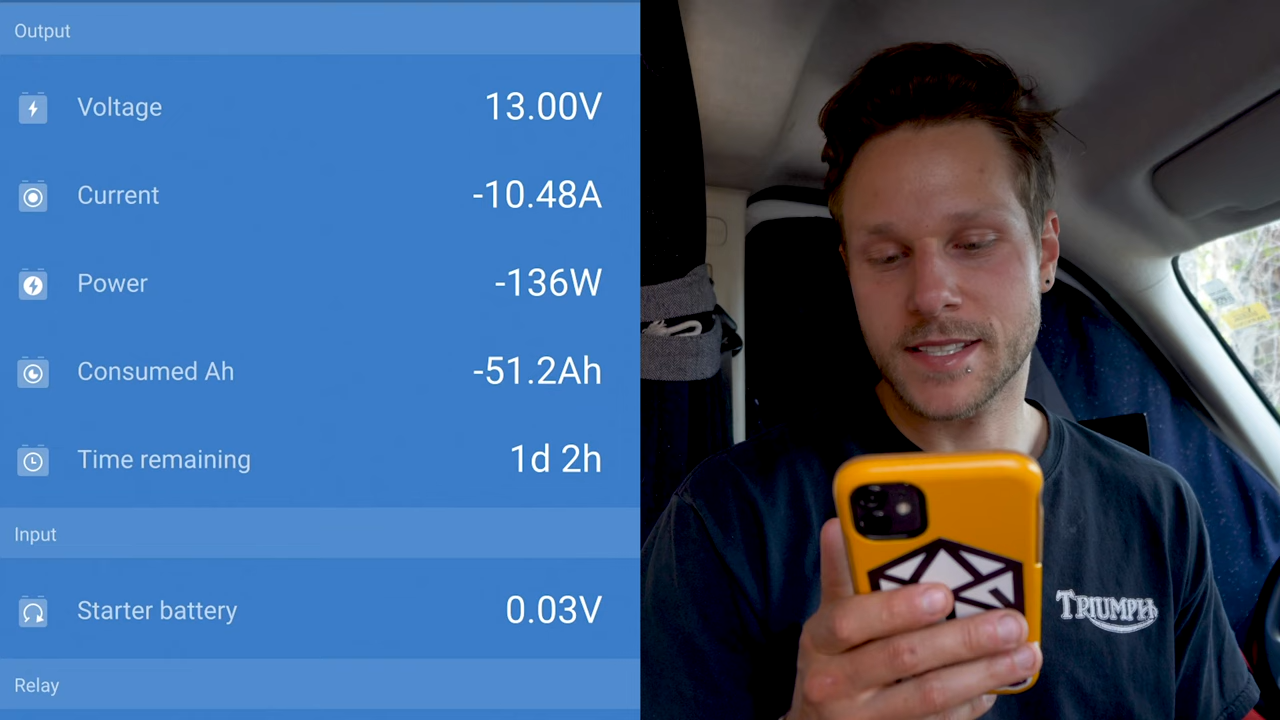 Output
Voltage 13.00V
Current -10.48A
Power -136W
Consumed Ah -51.2Ah
Time remaining 1d 2h
Input
Starter battery 0.03V
Relay
TRIUMPH